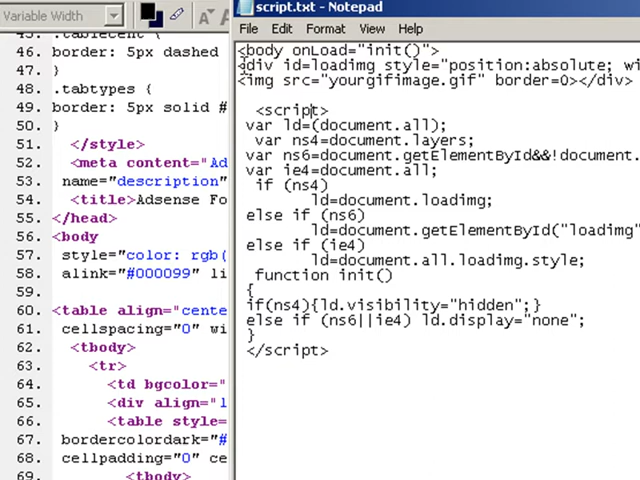 Variable Width
45. .tablecent {
46. border: 5px dashed
47. }
48. .tabtypes {
49. border: 5px solid #
50. }
51. </style>
52. <meta content="Ad
53. name="description"
54. <title>Adsense Fo
55. </head>
56. <body
57. style="color: rgb(
58. alink="#000099" li
59.
60. <table align="cente
61. cellspacing="0" wi
62. <tbody>
63. <tr>
64. <td bgcolor="
65. <div align="l
66. <table style=
67. bordercolordark="#
68. cellpadding="0" ce
69. <tbody>
script.txt - Notepad
File Edit Format View Help
<body onLoad="init()">
<div id=loadimg style="position:absolute; wi
<img src="yourgifimage.gif" border=0></div>
<script>
var ld=(document.all);
var ns4=document.layers;
var ns6=document.getElementById&&!document.
var ie4=document.all;
if (ns4)
ld=document.loadimg;
else if (ns6)
ld=document.getElementById("loadimg"
else if (ie4)
ld=document.all.loadimg.style;
function init()
{
if(ns4){ld.visibility="hidden";}
else if (ns6||ie4) ld.display="none";
}
</script>